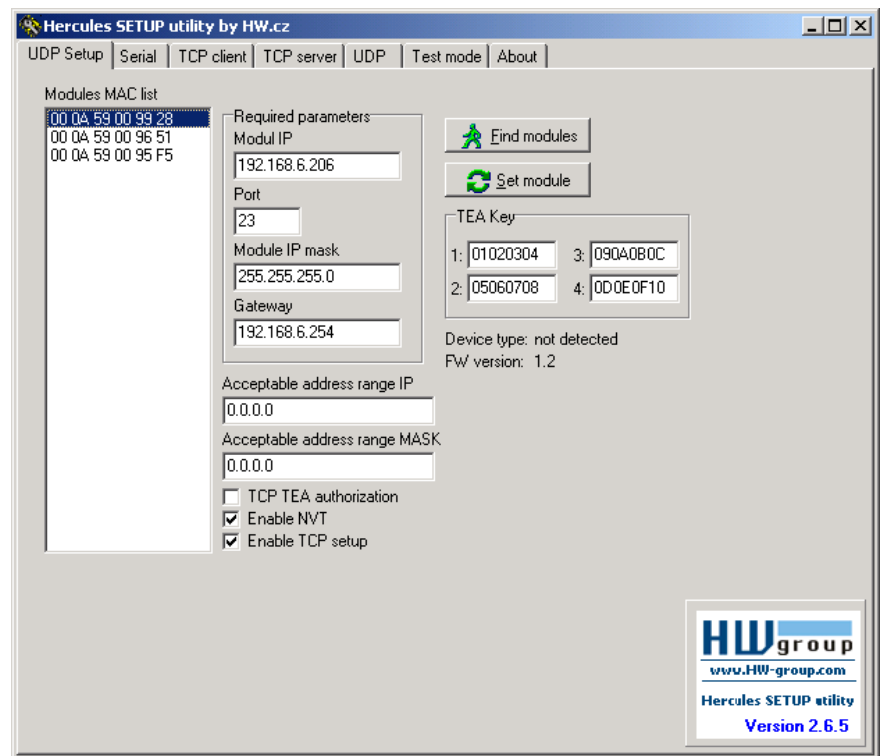 Hercules SETUP utility by HW.cz
UDP Setup Serial TCP client TCP server UDP Test mode About
Modules MAC list
00 0A 59 00 99 28
00 0A 59 00 96 51
00 0A 59 00 95 F5
Required parameters
Modul IP
192.168.6.206
Port
23
Module IP mask
255.255.255.0
Gateway
192.168.6.254
Acceptable address range IP
0.0.0.0
Acceptable address range MASK
0.0.0.0
TCP TEA authorization
Enable NVT
Enable TCP setup
Find modules
Set module
TEA Key
1: 01020304 3: 090A0B0C
2: 05060708 4: 0D0E0F10
Device type: not detected
FW version: 1.2
HW group
www.HW-group.com
Hercules SETUP utility
Version 2.6.5